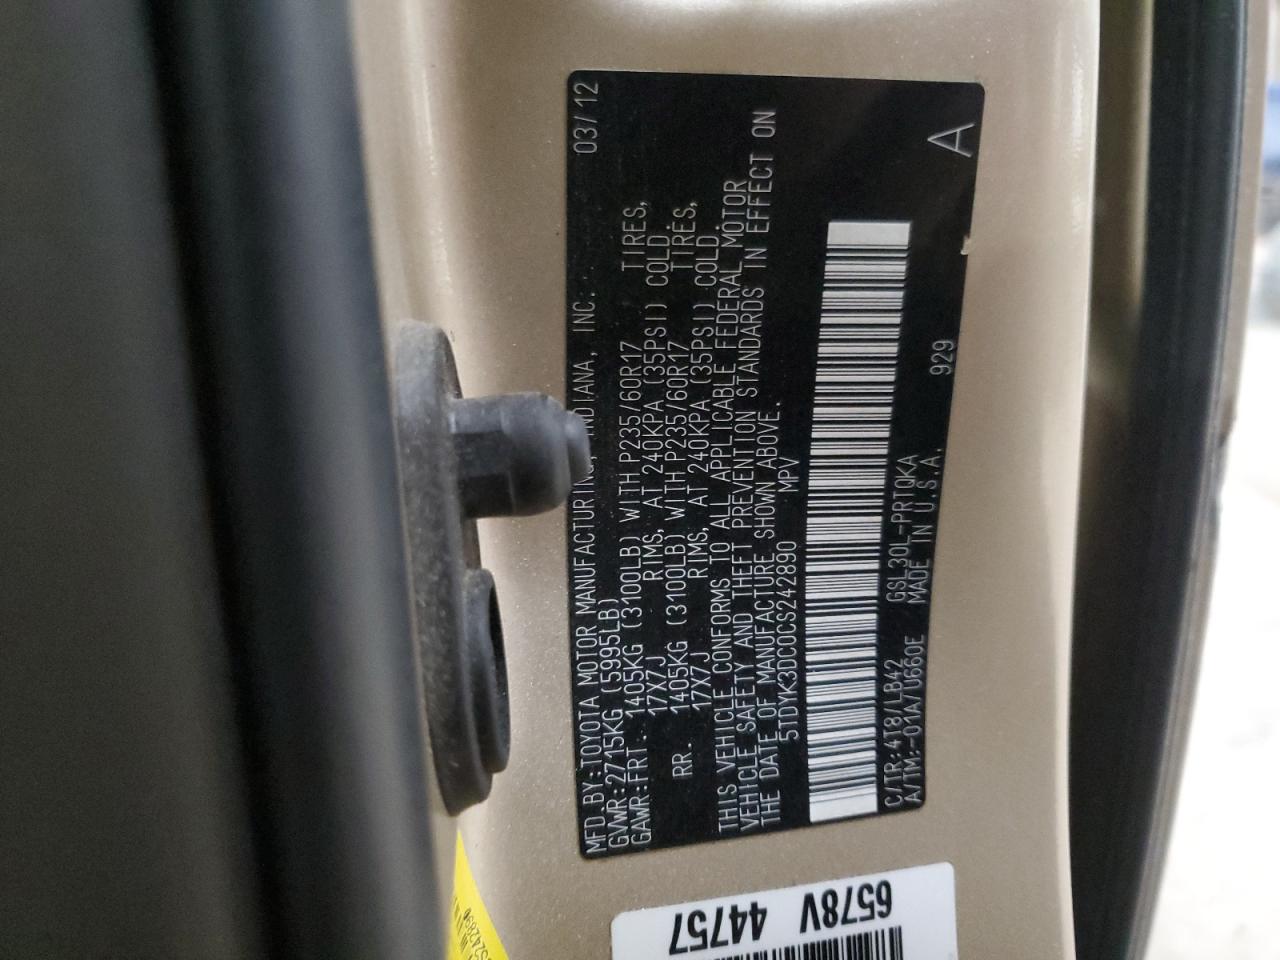 MFD.BY:TOYOTA MOTOR MANUFACTURING, INDIANA, INC. 03/12
GVWR:2715KG (5995LB)
GAWR:FRT. 1405KG (3100LB) WITH P235/60R17 TIRES,
17X7J RIMS, AT 240KPA (35PSI) COLD.
RR. 1405KG (3100LB) WITH P235/60R17 TIRES,
17X7J RIMS, AT 240KPA (35PSI) COLD.
THIS VEHICLE CONFORMS TO ALL APPLICABLE FEDERAL MOTOR
VEHICLE SAFETY AND THEFT PREVENTION STANDARDS IN EFFECT ON
THE DATE OF MANUFACTURE SHOWN ABOVE.
5TDYK3DC0CS242890 MPV
C/TR:4T8/LB42 GSL30L-PRTQKA
A/TM:-01A/U660E MADE IN U.S.A. 929 A
6578V
44757